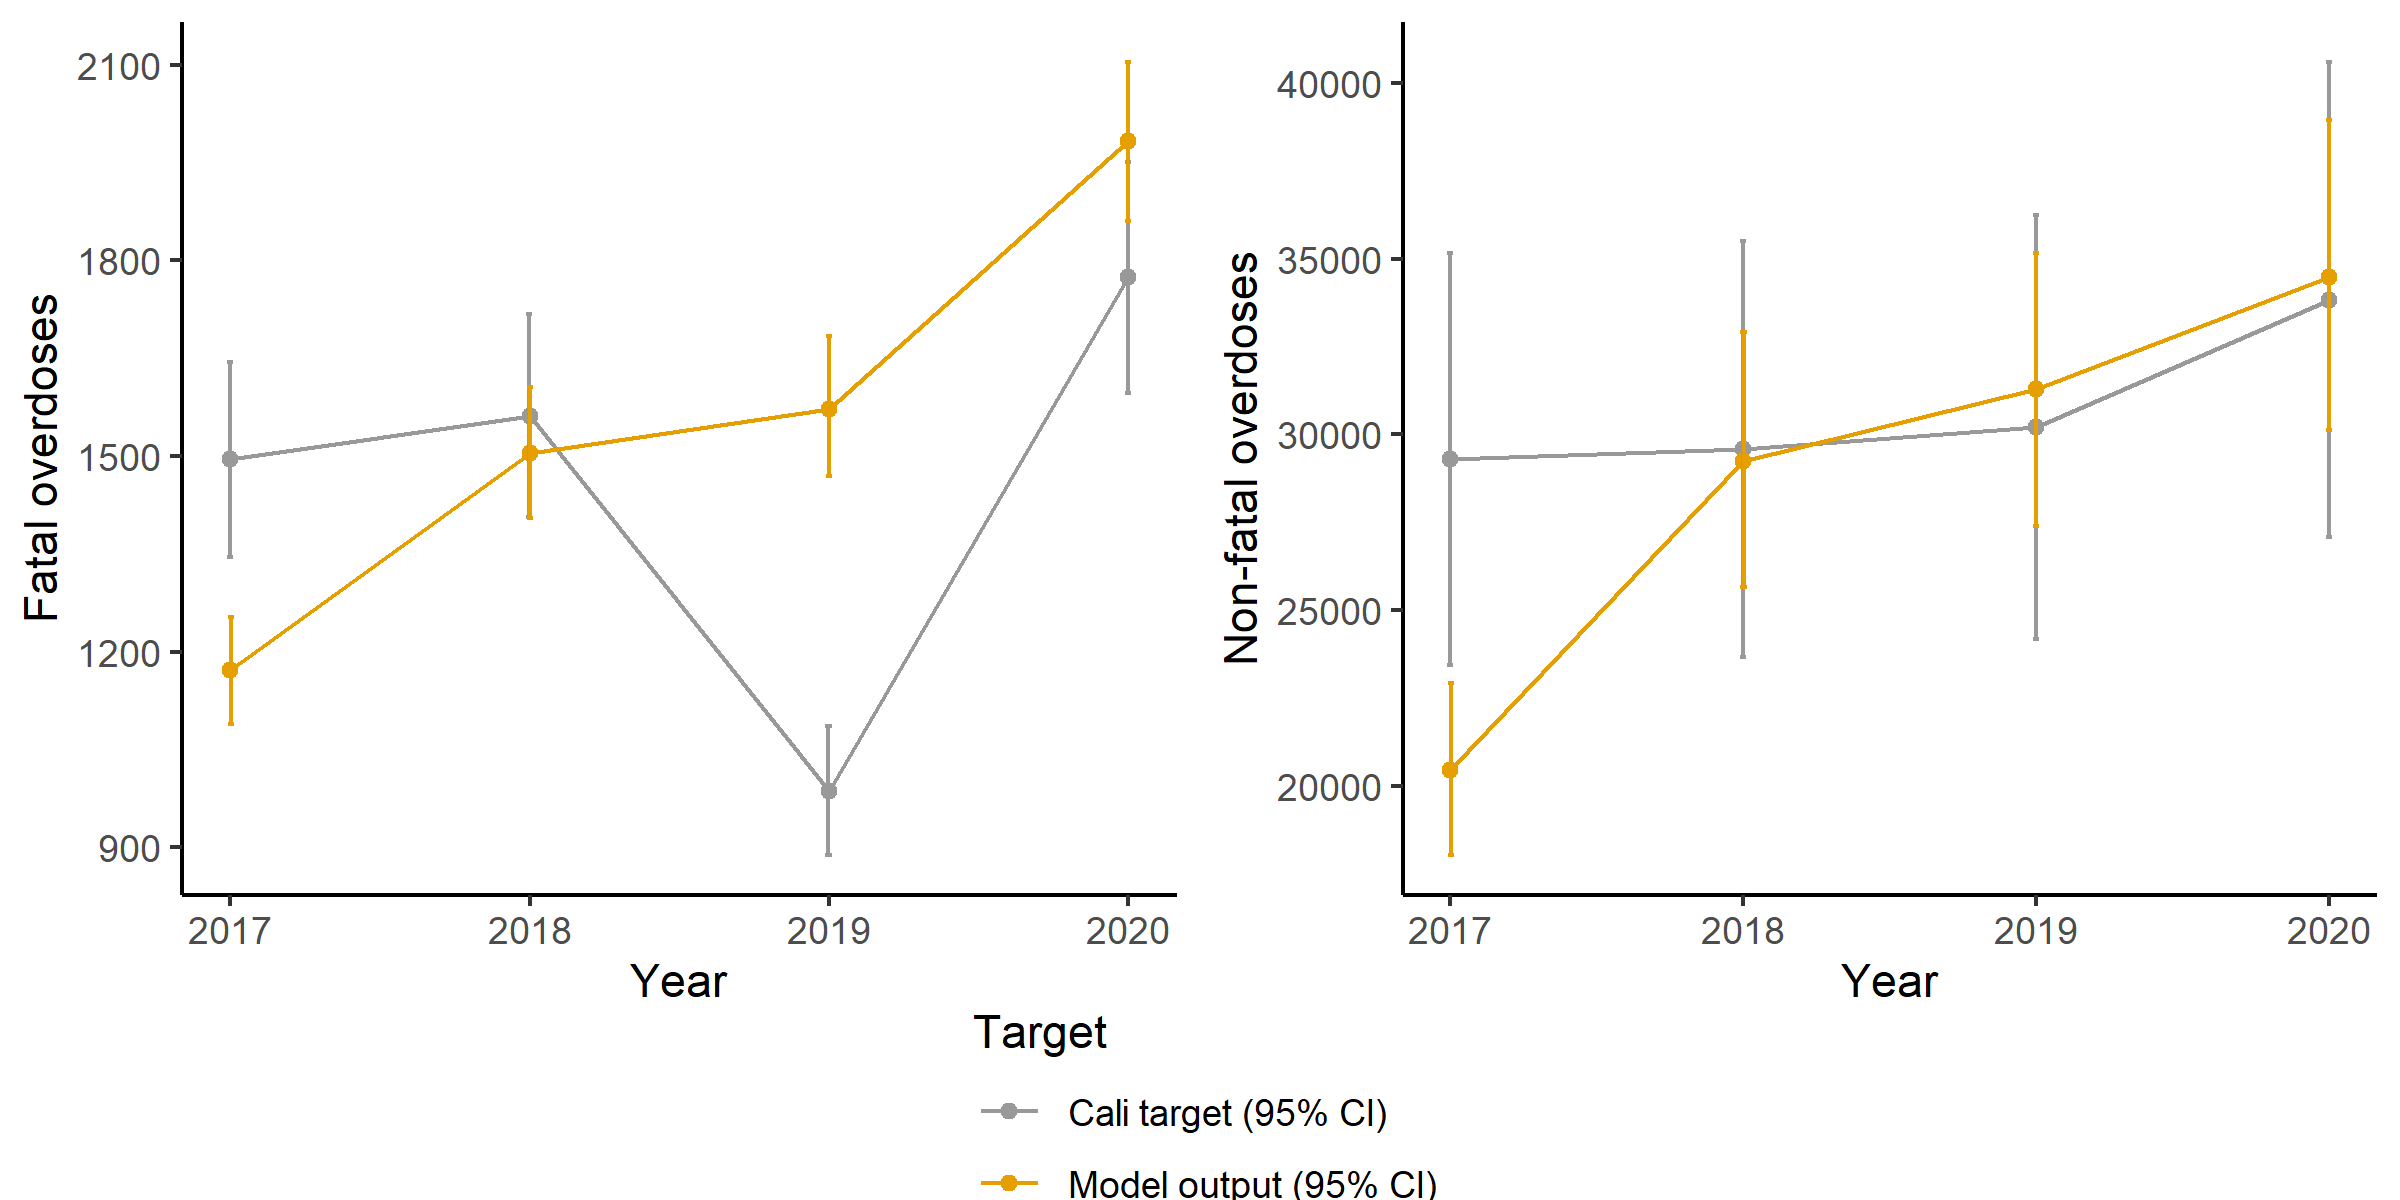 Fatal overdoses
2100
1800
1500
1200
900
2017 2018 2019 2020
Year
Non-fatal overdoses
40000
35000
30000
25000
20000
2017 2018 2019 2020
Year
Target
Cali target (95% CI)
Model output (95% CI)